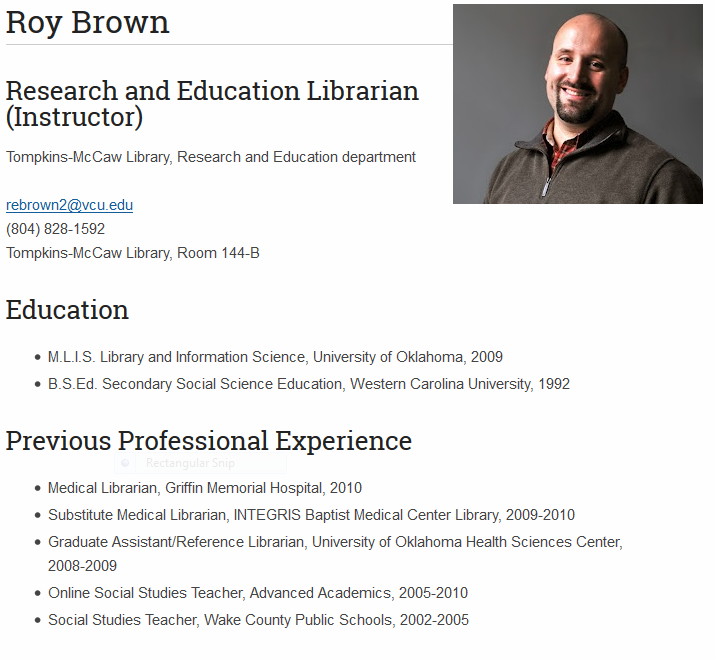 Roy Brown
Research and Education Librarian
(Instructor)
Tompkins-McCaw Library, Research and Education department
rebrown2@vcu.edu
(804) 828-1592
Tompkins-McCaw Library, Room 144-B
Education
• M.L.I.S. Library and Information Science, University of Oklahoma, 2009
• B.S.Ed. Secondary Social Science Education, Western Carolina University, 1992
Previous Professional Experience
Rectangular Snip
• Medical Librarian, Griffin Memorial Hospital, 2010
• Substitute Medical Librarian, INTEGRIS Baptist Medical Center Library, 2009-2010
• Graduate Assistant/Reference Librarian, University of Oklahoma Health Sciences Center,
2008-2009
• Online Social Studies Teacher, Advanced Academics, 2005-2010
• Social Studies Teacher, Wake County Public Schools, 2002-2005